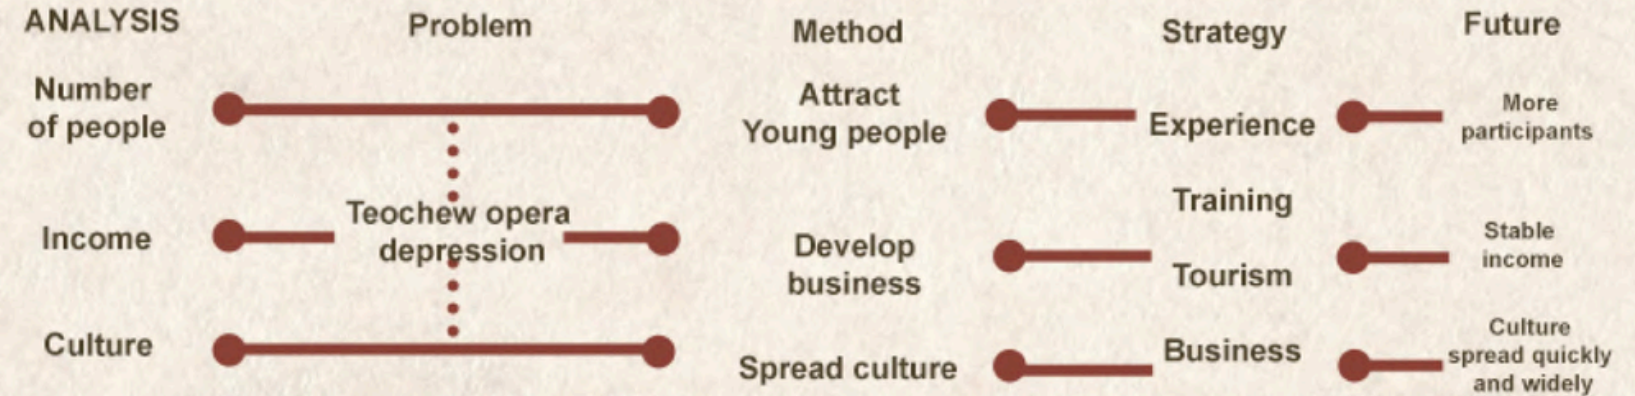 ANALYSIS
Problem
Method
Strategy
Future
Number
of people
Attract
Young people
Experience
More
participants
Training
Income
Teochew opera
depression
Develop
business
Tourism
Stable
income
Culture
Spread culture
Business
Culture
spread quickly
and widely